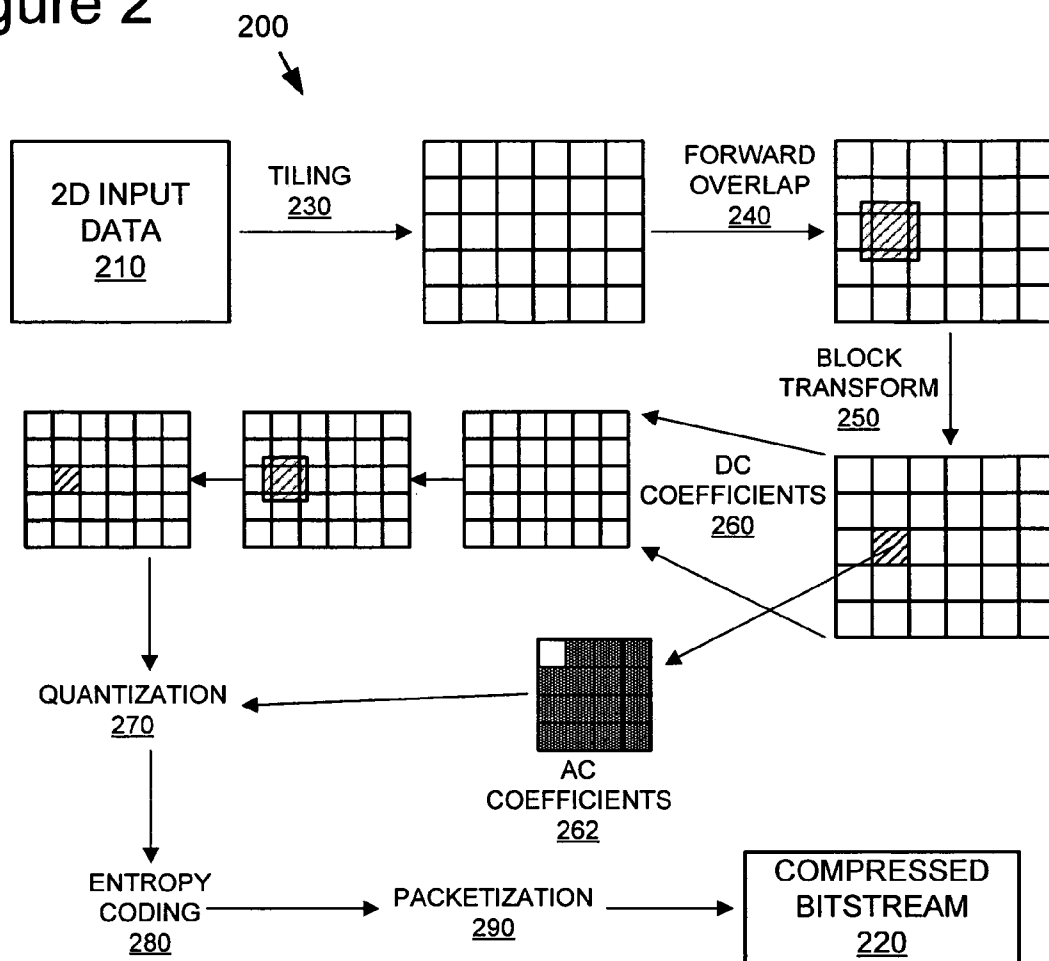 gure 2
200
2D INPUT
DATA
210
TILING
230
FORWARD
OVERLAP
240
BLOCK
TRANSFORM
250
DC
COEFFICIENTS
260
QUANTIZATION
270
AC
COEFFICIENTS
262
ENTROPY
CODING
280
PACKETIZATION
290
COMPRESSED
BITSTREAM
220